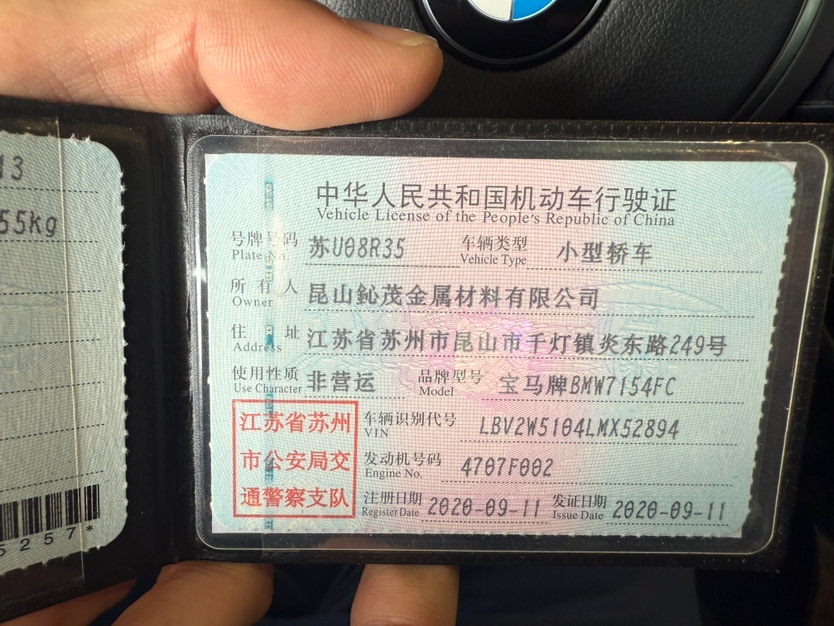 13
55kg
5257*
中华人民共和国机动车行驶证
Vehicle License of the People's Republic of China
号牌号码 苏U08R35 车辆类型 小型轿车
Plate No. Vehicle Type
所有人 昆山鈊茂金属材料有限公司
Owner
住址 江苏省苏州市昆山市千灯镇炎东路249号
Address
使用性质 非营运 品牌型号 宝马牌BMW7154FC
Use Character Model
江苏省苏州
市公安局交
通警察支队
车辆识别代号 LBV2W5104LMX52894
VIN
发动机号码 4707F002
Engine No.
注册日期 2020-09-11 发证日期 2020-09-11
Register Date Issue Date